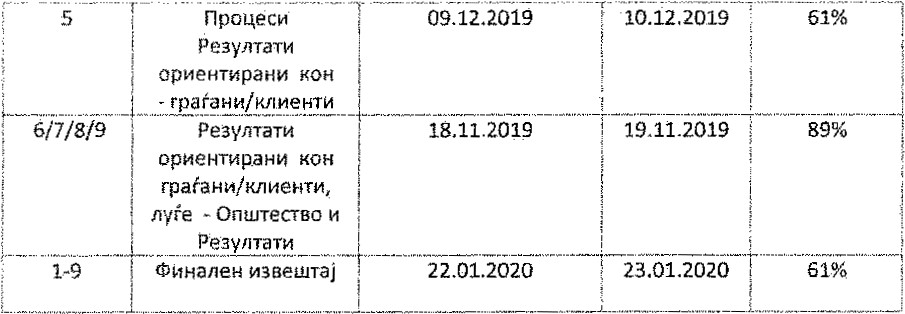 5 Процеси 09.12.2019 10.12.2019 61%
Резултати
ориентирани кон
- граѓани/клиенти
6/7/8/9 Резултати 18.11.2019 19.11.2019 89%
ориентирани кон
граѓани/клиенти,
луѓе - Општество и
Резултати
1-9 Финален извештај 22.01.2020 23.01.2020 61%